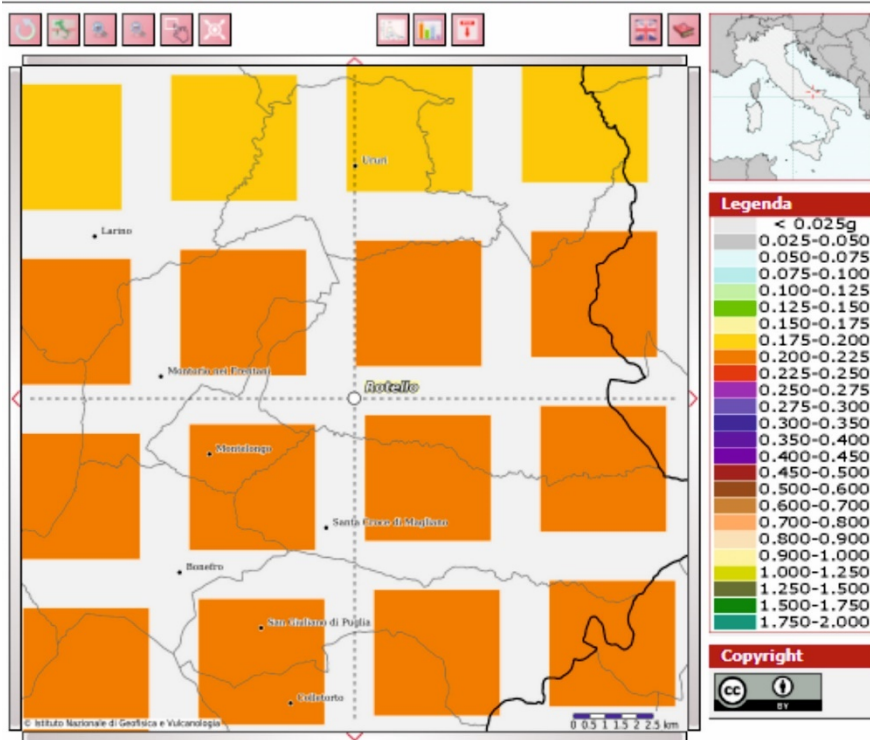 Ururi
Larino
Montorio nei Frentani
Rotello
Montelongo
Santa Croce di Magliano
Bonefro
San Giuliano di Puglia
Colletorto
© Istituto Nazionale di Geofisica e Vulcanologia
0 0.5 1 1.5 2 2.5 km
Legenda
< 0.025g
0.025-0.050
0.050-0.075
0.075-0.100
0.100-0.125
0.125-0.150
0.150-0.175
0.175-0.200
0.200-0.225
0.225-0.250
0.250-0.275
0.275-0.300
0.300-0.350
0.350-0.400
0.400-0.450
0.450-0.500
0.500-0.600
0.600-0.700
0.700-0.800
0.800-0.900
0.900-1.000
1.000-1.250
1.250-1.500
1.500-1.750
1.750-2.000
Copyright
cc
BY